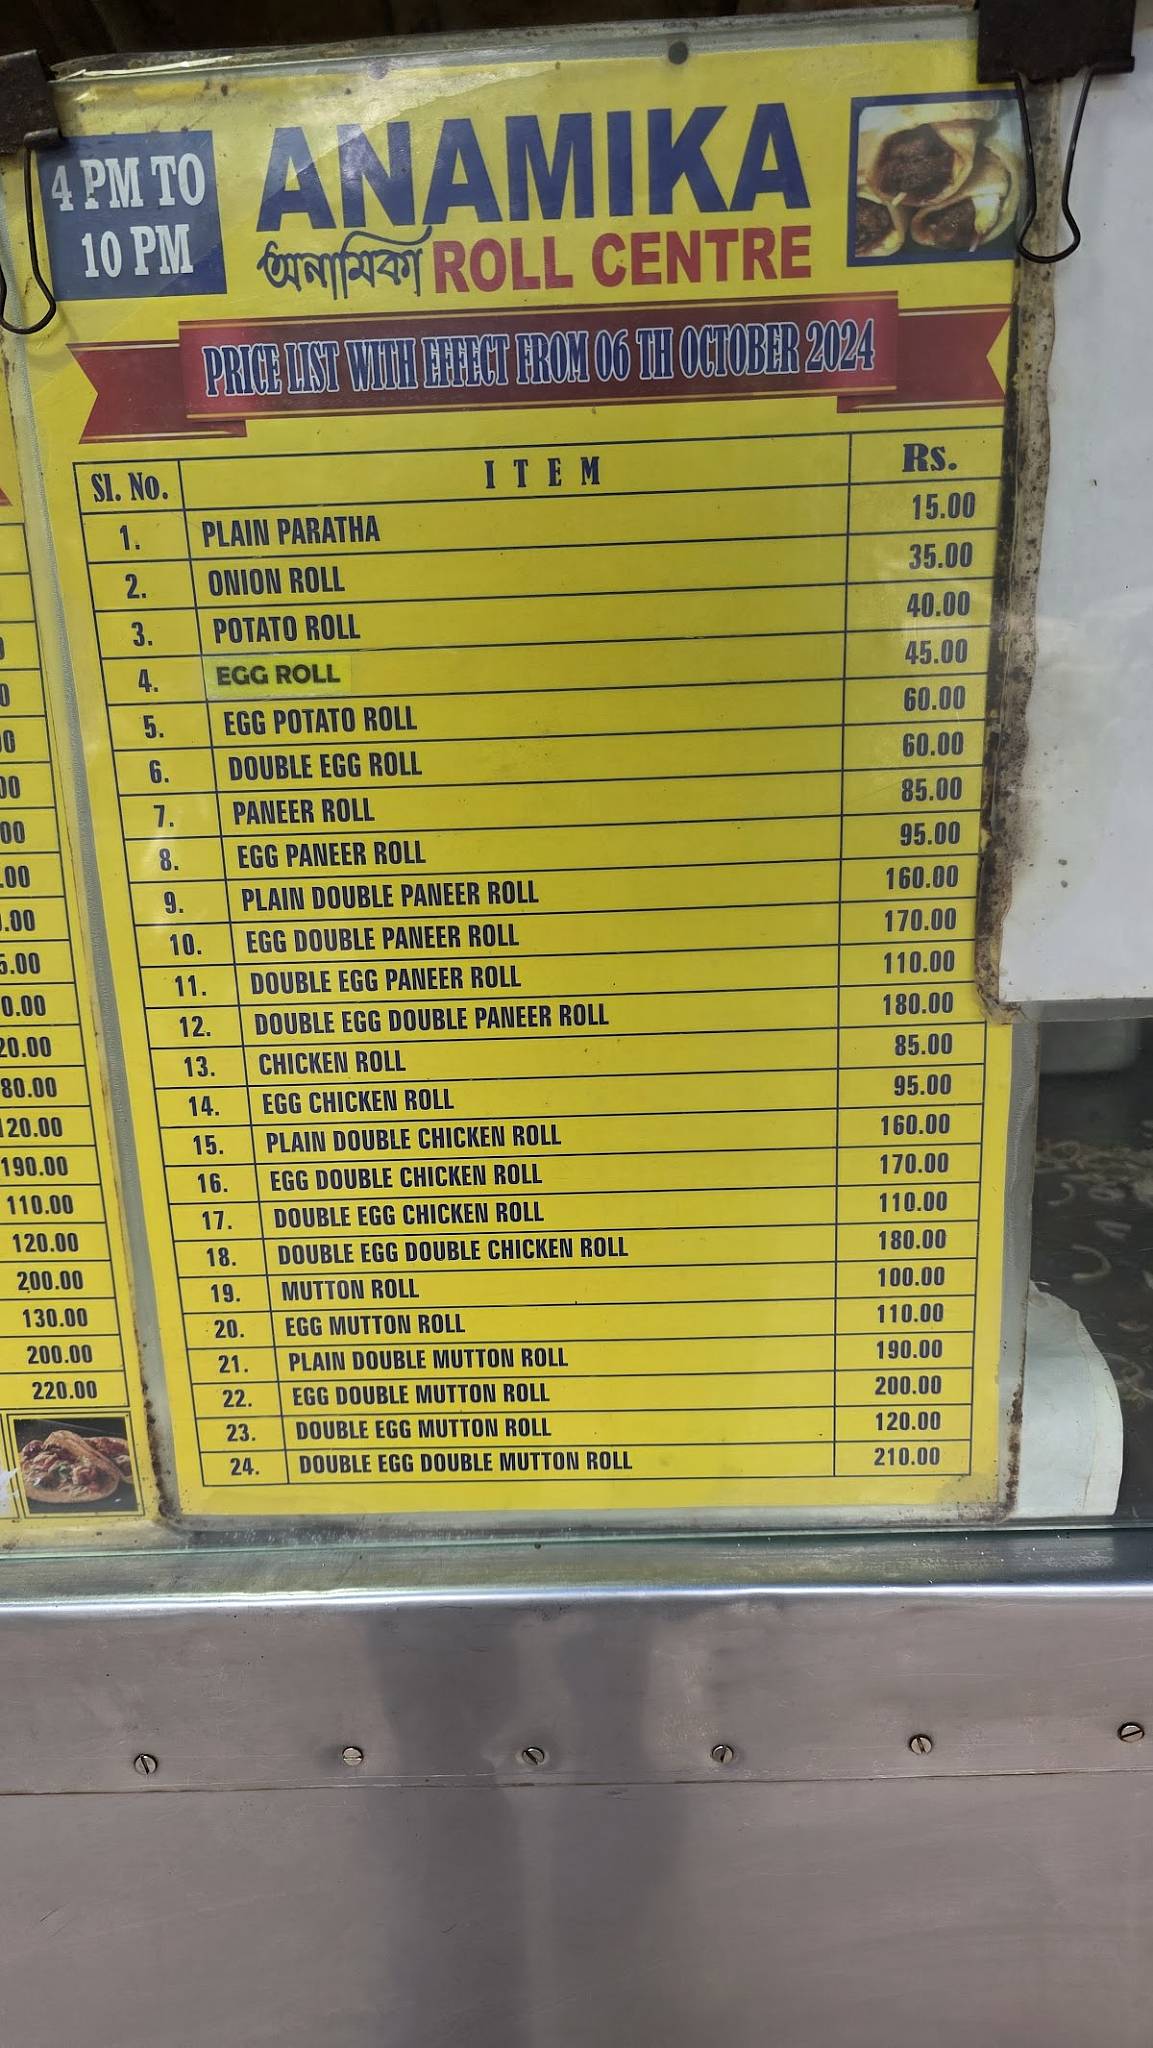 4 PM TO
10 PM
ANAMIKA
অনামিকা ROLL CENTRE
PRICE LIST WITH EFFECT FROM 06 TH OCTOBER 2024
Sl. No. ITEM Rs.
1. PLAIN PARATHA 15.00
2. ONION ROLL 35.00
3. POTATO ROLL 40.00
4. EGG ROLL 45.00
5. EGG POTATO ROLL 60.00
6. DOUBLE EGG ROLL 60.00
7. PANEER ROLL 85.00
8. EGG PANEER ROLL 95.00
9. PLAIN DOUBLE PANEER ROLL 160.00
10. EGG DOUBLE PANEER ROLL 170.00
11. DOUBLE EGG PANEER ROLL 110.00
12. DOUBLE EGG DOUBLE PANEER ROLL 180.00
13. CHICKEN ROLL 85.00
14. EGG CHICKEN ROLL 95.00
15. PLAIN DOUBLE CHICKEN ROLL 160.00
16. EGG DOUBLE CHICKEN ROLL 170.00
17. DOUBLE EGG CHICKEN ROLL 110.00
18. DOUBLE EGG DOUBLE CHICKEN ROLL 180.00
19. MUTTON ROLL 100.00
20. EGG MUTTON ROLL 110.00
21. PLAIN DOUBLE MUTTON ROLL 190.00
22. EGG DOUBLE MUTTON ROLL 200.00
23. DOUBLE EGG MUTTON ROLL 120.00
24. DOUBLE EGG DOUBLE MUTTON ROLL 210.00
190.00
110.00
120.00
200.00
130.00
200.00
220.00